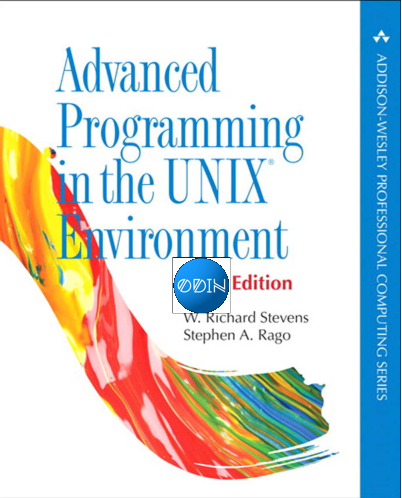 Advanced
Programming
in the UNIX®
Environment
ODIN
Edition
W. Richard Stevens
Stephen A. Rago
ADDISON-WESLEY PROFESSIONAL COMPUTING SERIES